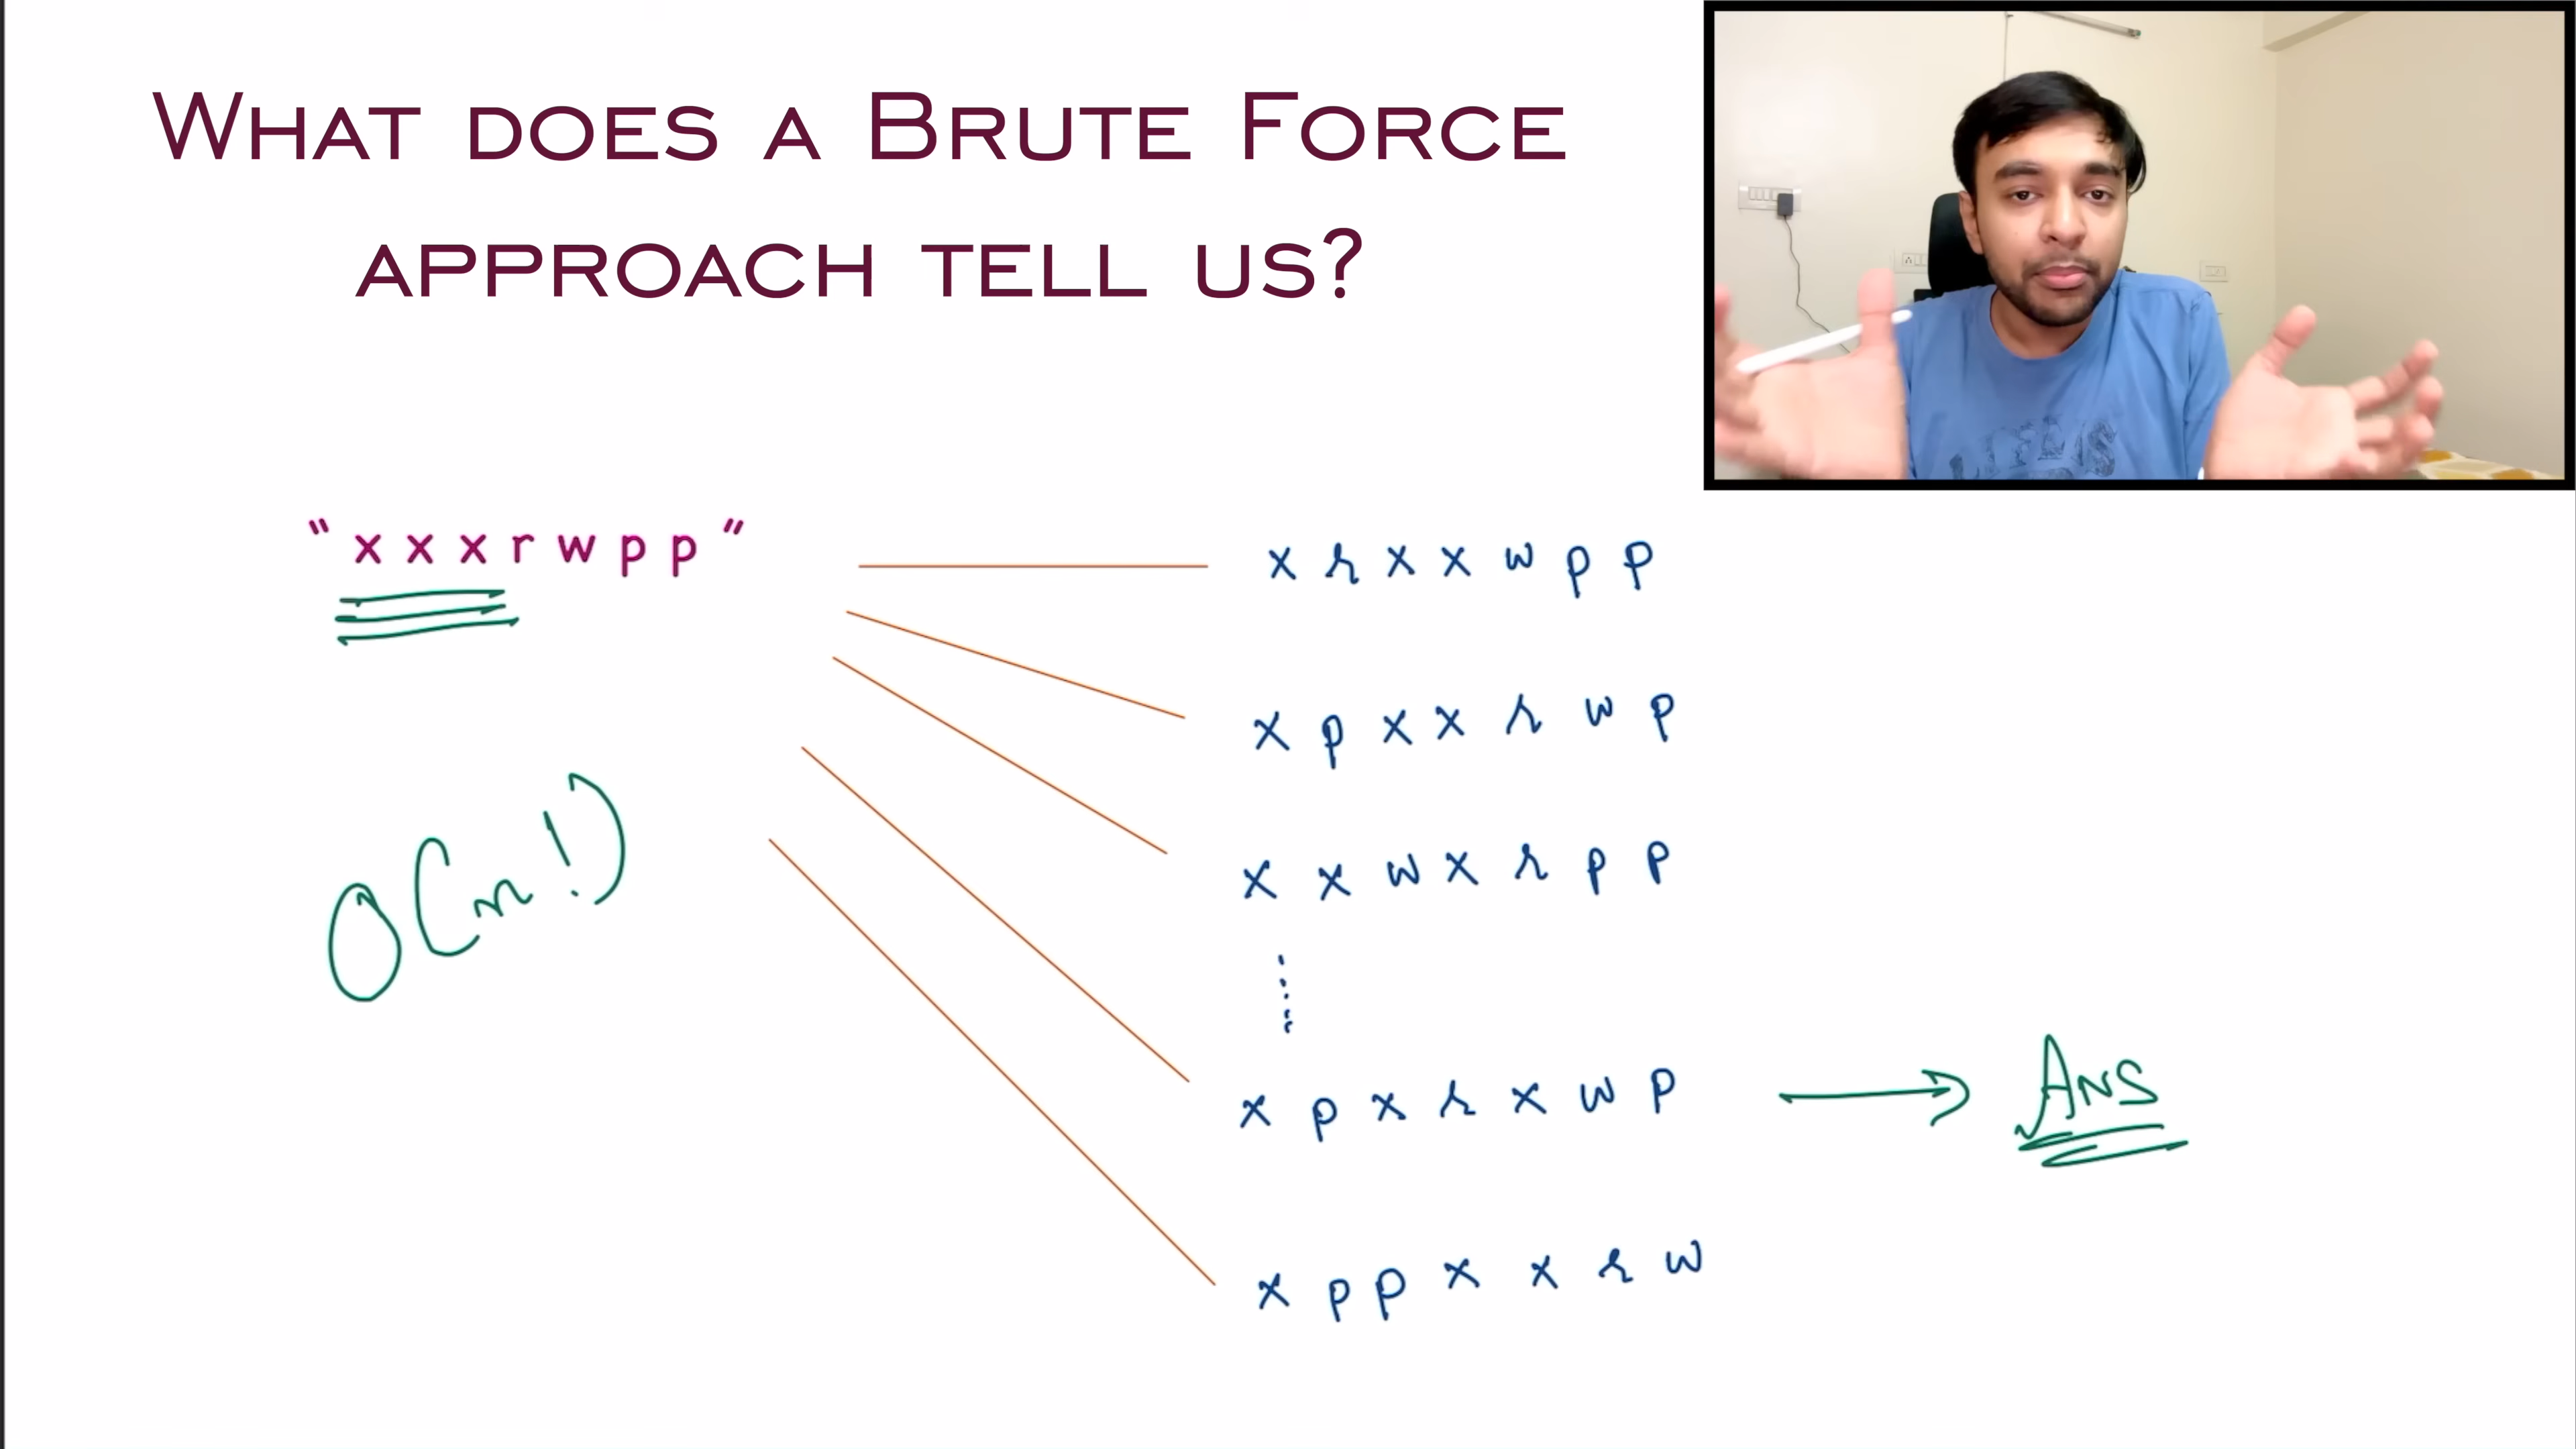 WHAT DOES A BRUTE FORCE
APPROACH TELL US?
"xxxrwpp"
O(n!)
x r x x w p p
x p x x r w p
x x w x r p p
x p x r x w p
ANS
x p p x x r w